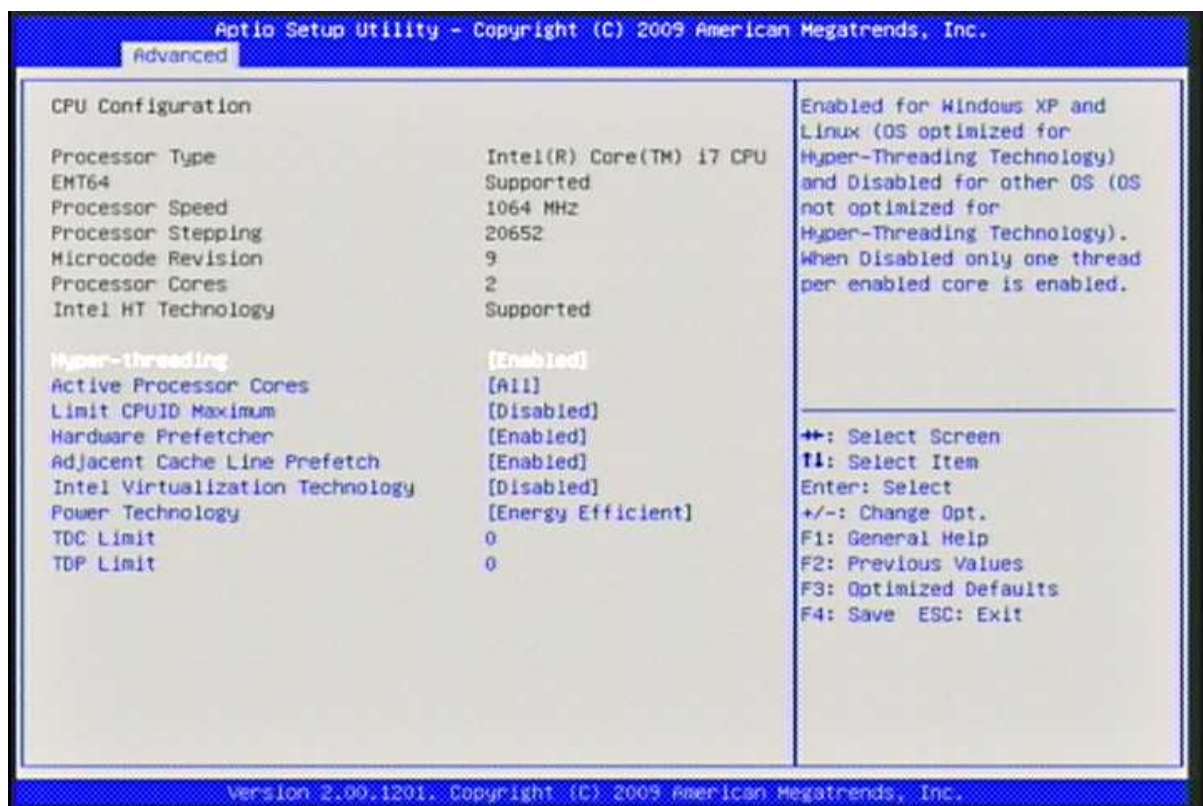 Aptio Setup Utility - Copyright (C) 2009 American Megatrends, Inc.
Advanced
CPU Configuration
Processor Type Intel(R) Core(TM) i7 CPU
EMT64 Supported
Processor Speed 1064 MHz
Processor Stepping 20652
Microcode Revision 9
Processor Cores 2
Intel HT Technology Supported
Hyper-threading [Enabled]
Active Processor Cores [All]
Limit CPUID Maximum [Disabled]
Hardware Prefetcher [Enabled]
Adjacent Cache Line Prefetch [Enabled]
Intel Virtualization Technology [Disabled]
Power Technology [Energy Efficient]
TDC Limit 0
TDP Limit 0
Enabled for Windows XP and
Linux (OS optimized for
Hyper-Threading Technology)
and Disabled for other OS (OS
not optimized for
Hyper-Threading Technology).
When Disabled only one thread
per enabled core is enabled.
→←: Select Screen
↑↓: Select Item
Enter: Select
+/-: Change Opt.
F1: General Help
F2: Previous Values
F3: Optimized Defaults
F4: Save ESC: Exit
Version 2.00.1201. Copyright (C) 2009 American Megatrends, Inc.